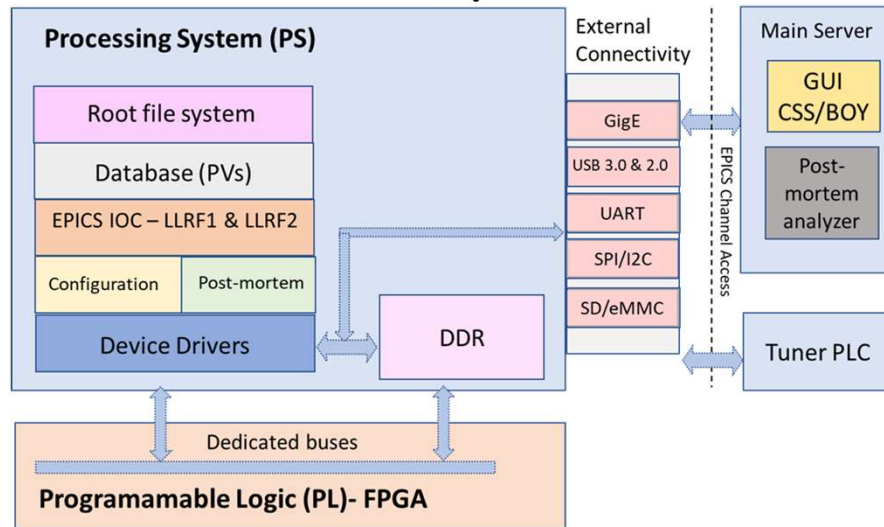 Processing System (PS)
Root file system
Database (PVs)
EPICS IOC – LLRF1 & LLRF2
Configuration
Post-mortem
Device Drivers
DDR
External
Connectivity
GigE
USB 3.0 & 2.0
UART
SPI/I2C
SD/eMMC
EPICS Channel Access
Main Server
GUI
CSS/BOY
Post-
mortem
analyzer
Tuner PLC
Dedicated buses
Programamable Logic (PL)- FPGA